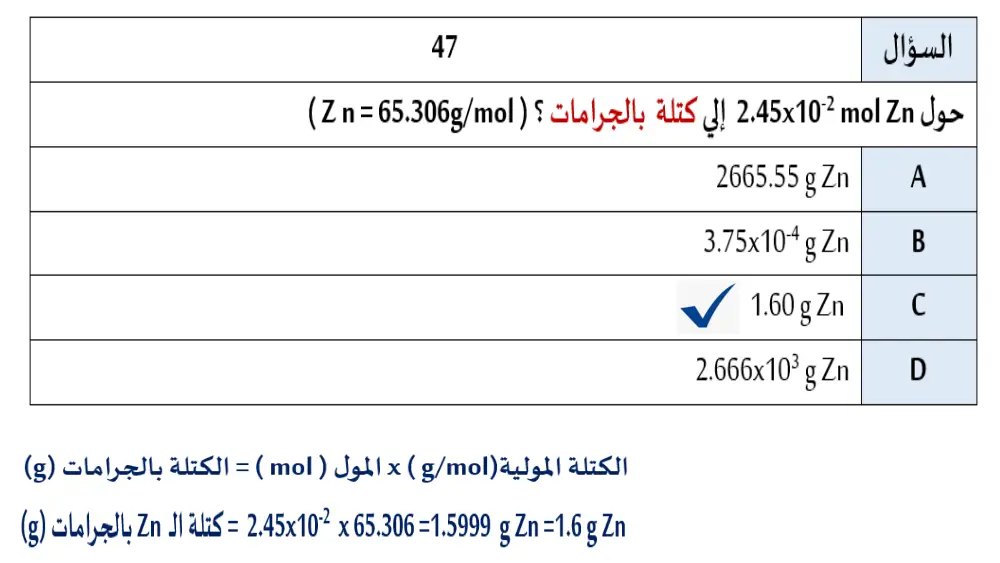 السؤال 47
حول 2.45x10⁻² mol Zn إلي كتلة بالجرامات ؟ ( Z n = 65.306g/mol )
A 2665.55 g Zn
B 3.75x10⁻⁴ g Zn
C 1.60 g Zn
D 2.666x10³ g Zn
الكتلة المولية(g/mol ) x المول ( mol ) = الكتلة بالجرامات (g)
كتلة الـ Zn بالجرامات (g) = 2.45x10⁻² x 65.306 =1.5999 g Zn =1.6 g Zn